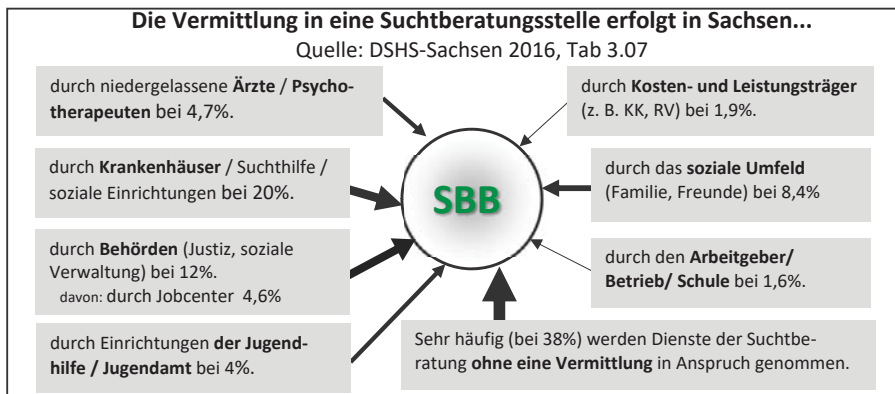 Die Vermittlung in eine Suchtberatungsstelle erfolgt in Sachsen...
Quelle: DSHS-Sachsen 2016, Tab 3.07
durch niedergelassene Ärzte / Psycho-
therapeuten bei 4,7%.
durch Krankenhäuser / Suchthilfe /
soziale Einrichtungen bei 20%.
durch Behörden (Justiz, soziale
Verwaltung) bei 12%.
davon: durch Jobcenter 4,6%
durch Einrichtungen der Jugend-
hilfe / Jugendamt bei 4%.
SBB
durch Kosten- und Leistungsträger
(z. B. KK, RV) bei 1,9%.
durch das soziale Umfeld
(Familie, Freunde) bei 8,4%
durch den Arbeitgeber/
Betrieb/ Schule bei 1,6%.
Sehr häufig (bei 38%) werden Dienste der Suchtbe-
ratung ohne eine Vermittlung in Anspruch genommen.